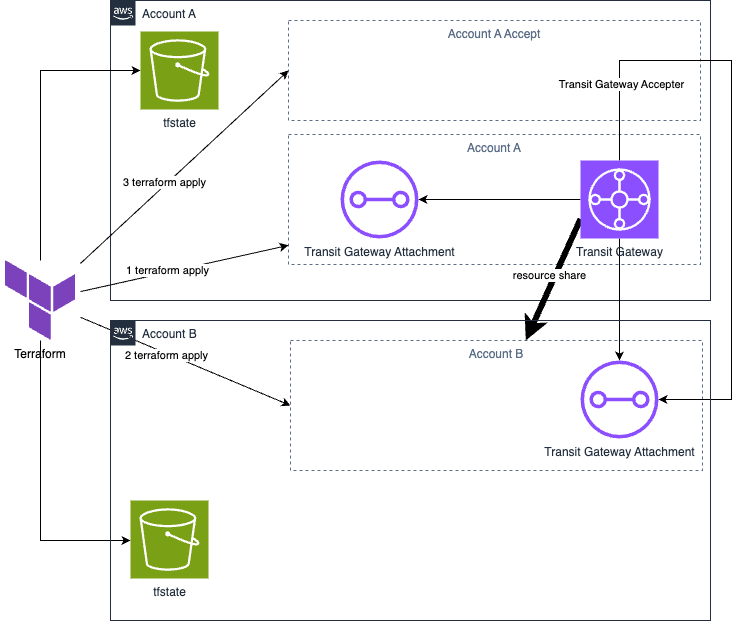 aws
Account A
Account A Accept
Transit Gateway Accepter
tfstate
Account A
3 terraform apply
Transit Gateway Attachment
Transit Gateway
1 terraform apply
resource share
aws
Account B
Terraform
2 terraform apply
Account B
Transit Gateway Attachment
tfstate